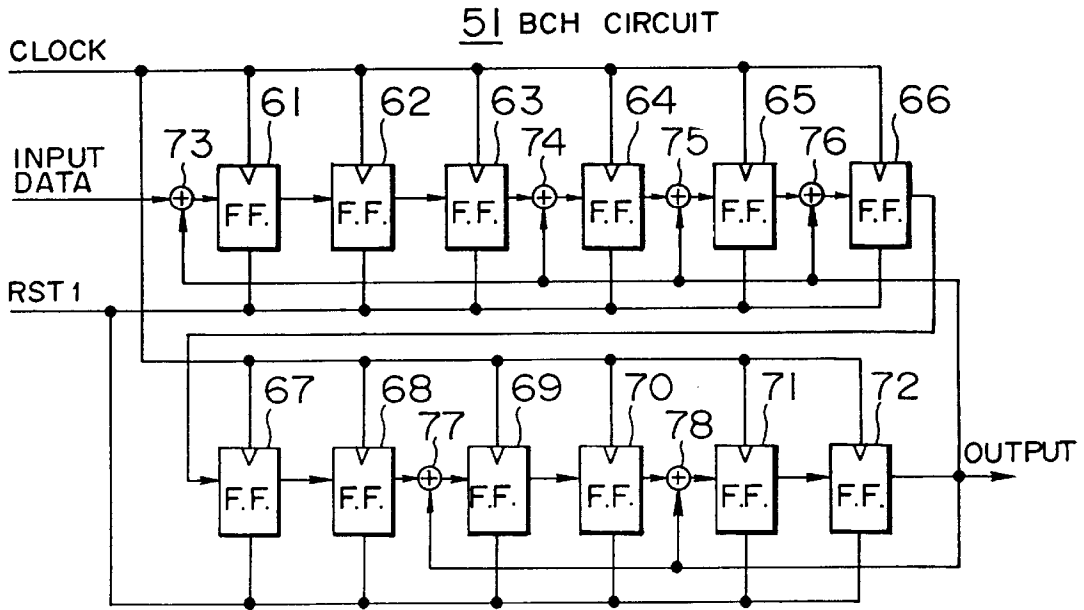 51 BCH CIRCUIT
CLOCK
61 62 63 64 65 66
73 74 75 76
INPUT
DATA
F.F. F.F. F.F. F.F. F.F. F.F.
RST 1
67 68 69 70 71 72
77 78
OUTPUT
F.F. F.F. F.F. F.F. F.F. F.F.